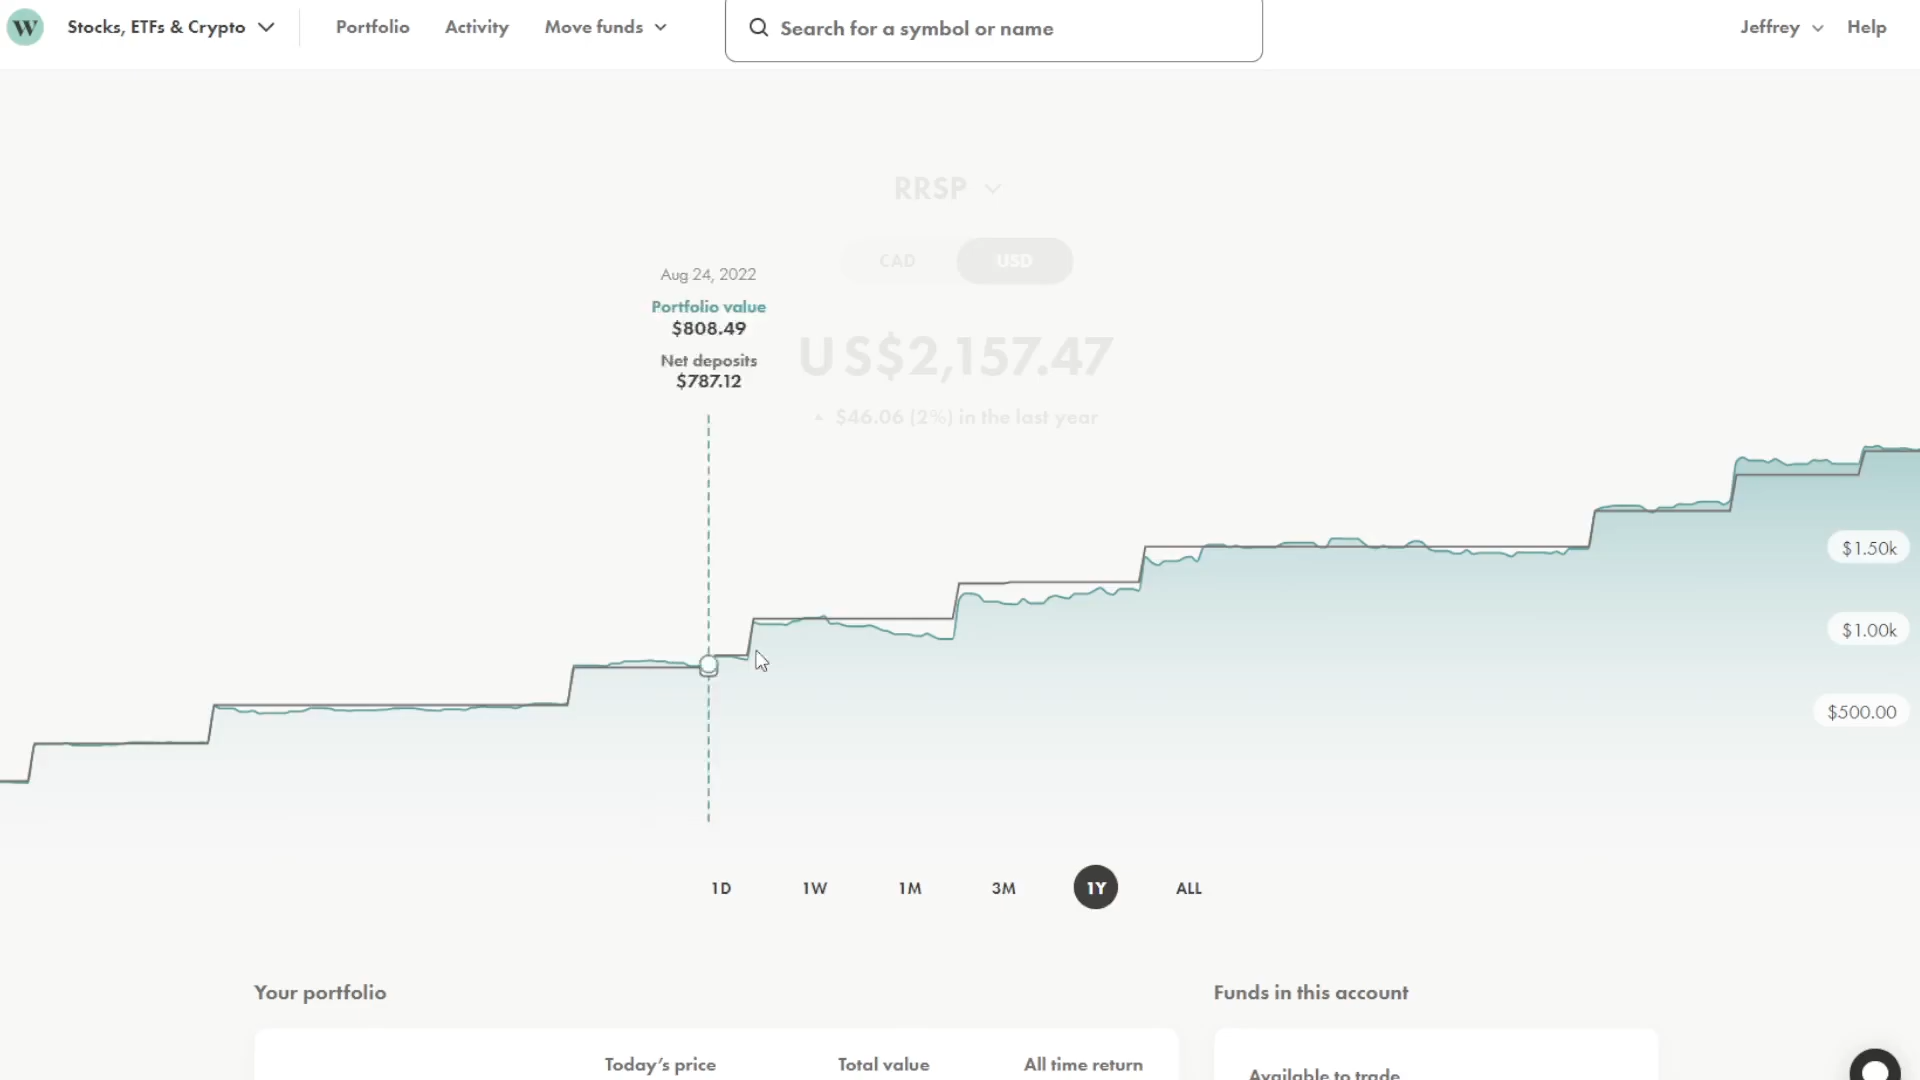 W Stocks, ETFs & Crypto Portfolio Activity Move funds Search for a symbol or name Jeffrey Help
RRSP
CAD USD
Aug 24, 2022
Portfolio value
$808.49
Net deposits
$787.12
US$2,157.47
$46.06 (2%) in the last year
$1.50k
$1.00k
$500.00
1D 1W 1M 3M 1Y ALL
Your portfolio Funds in this account
Today's price Total value All time return
Available to trade